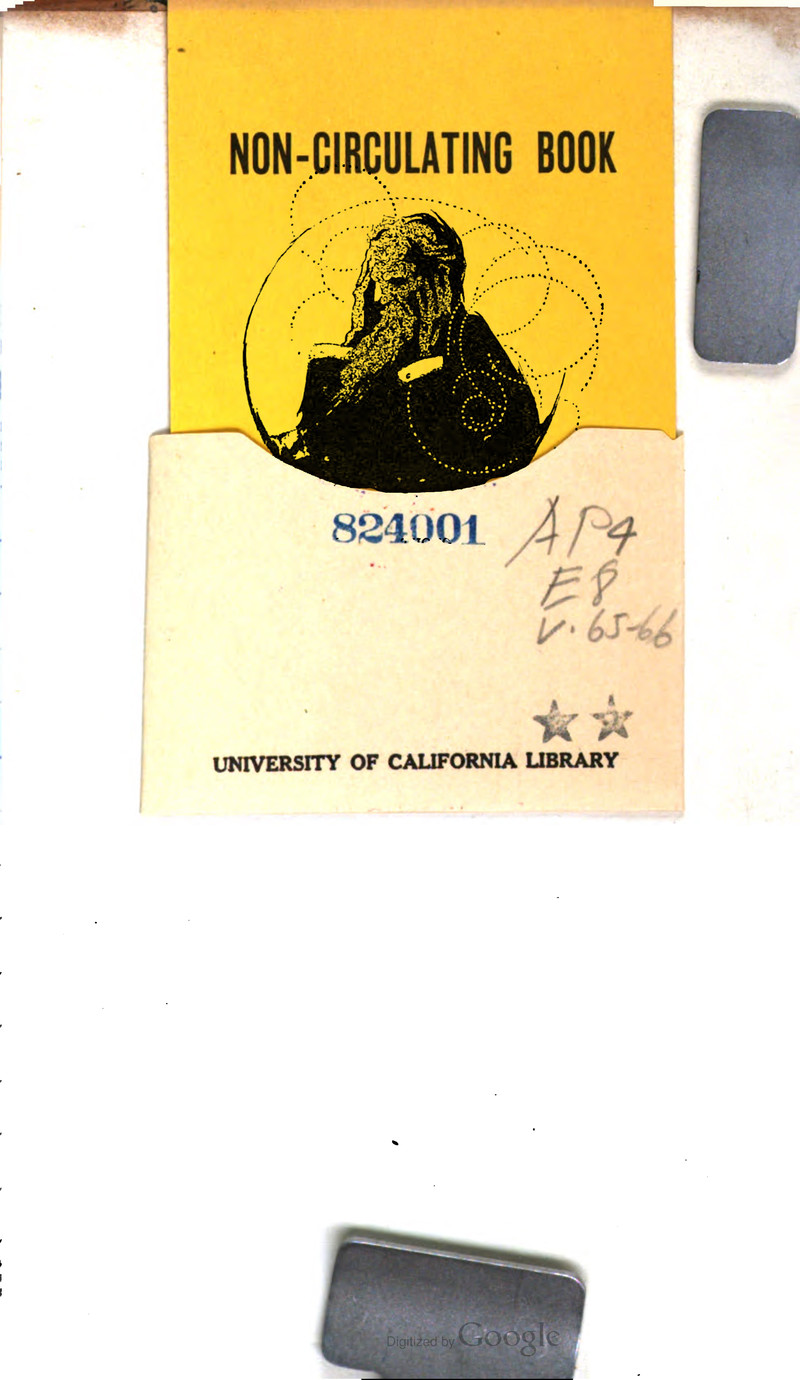 NON-CIRCULATING BOOK
824001
AP4
E8
v. 65-66
UNIVERSITY OF CALIFORNIA LIBRARY
Digitized by Google